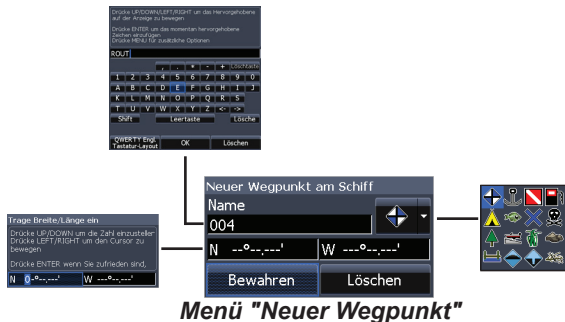 Drücke UP/DOWN/LEFT/RIGHT um das Hervorgehobene
auf der Anzeige zu bewegen
Drücke ENTER um das momentan hervorgehobene
Zeichen einzufügen
Drücke MENU für zusätzliche Optionen
ROUT
, . * - + Löschtaste
1 2 3 4 5 6 7 8 9 0
A B C D E F G H I J
K L M N O P Q R S
T U V W X Y Z <- ->
Shift Leertaste Lösche
QWERTY Engl.
Tastatur-Layout OK Löschen
Neuer Wegpunkt am Schiff
Name
004
N --°--.---' W ---°--.---'
Bewahren Löschen
Trage Breite/Länge ein
Drücke UP/DOWN um die Zahl einzusteller
Drücke LEFT/RIGHT um den Cursor zu
bewegen
Drücke ENTER wenn Sie zufrieden sind,
N 0-°--.---' W ---°--.---'
Menü "Neuer Wegpunkt"